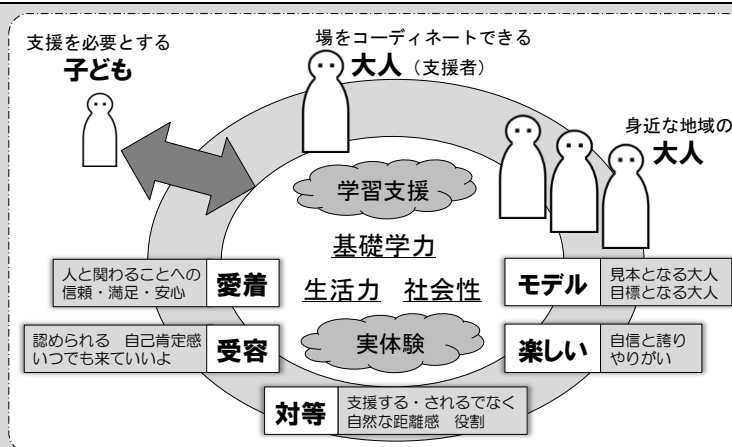 支援を必要とする
子ども
場をコーディネートできる
大人（支援者）
身近な地域の
大人
学習支援
基礎学力
生活力　社会性
実体験
愛着
人と関わることへの
信頼・満足・安心
受容
認められる　自己肯定感
いつでも来ていいよ
対等
支援する・されるでなく
自然な距離感　役割
モデル
見本となる大人
目標となる大人
楽しい
自信と誇り
やりがい